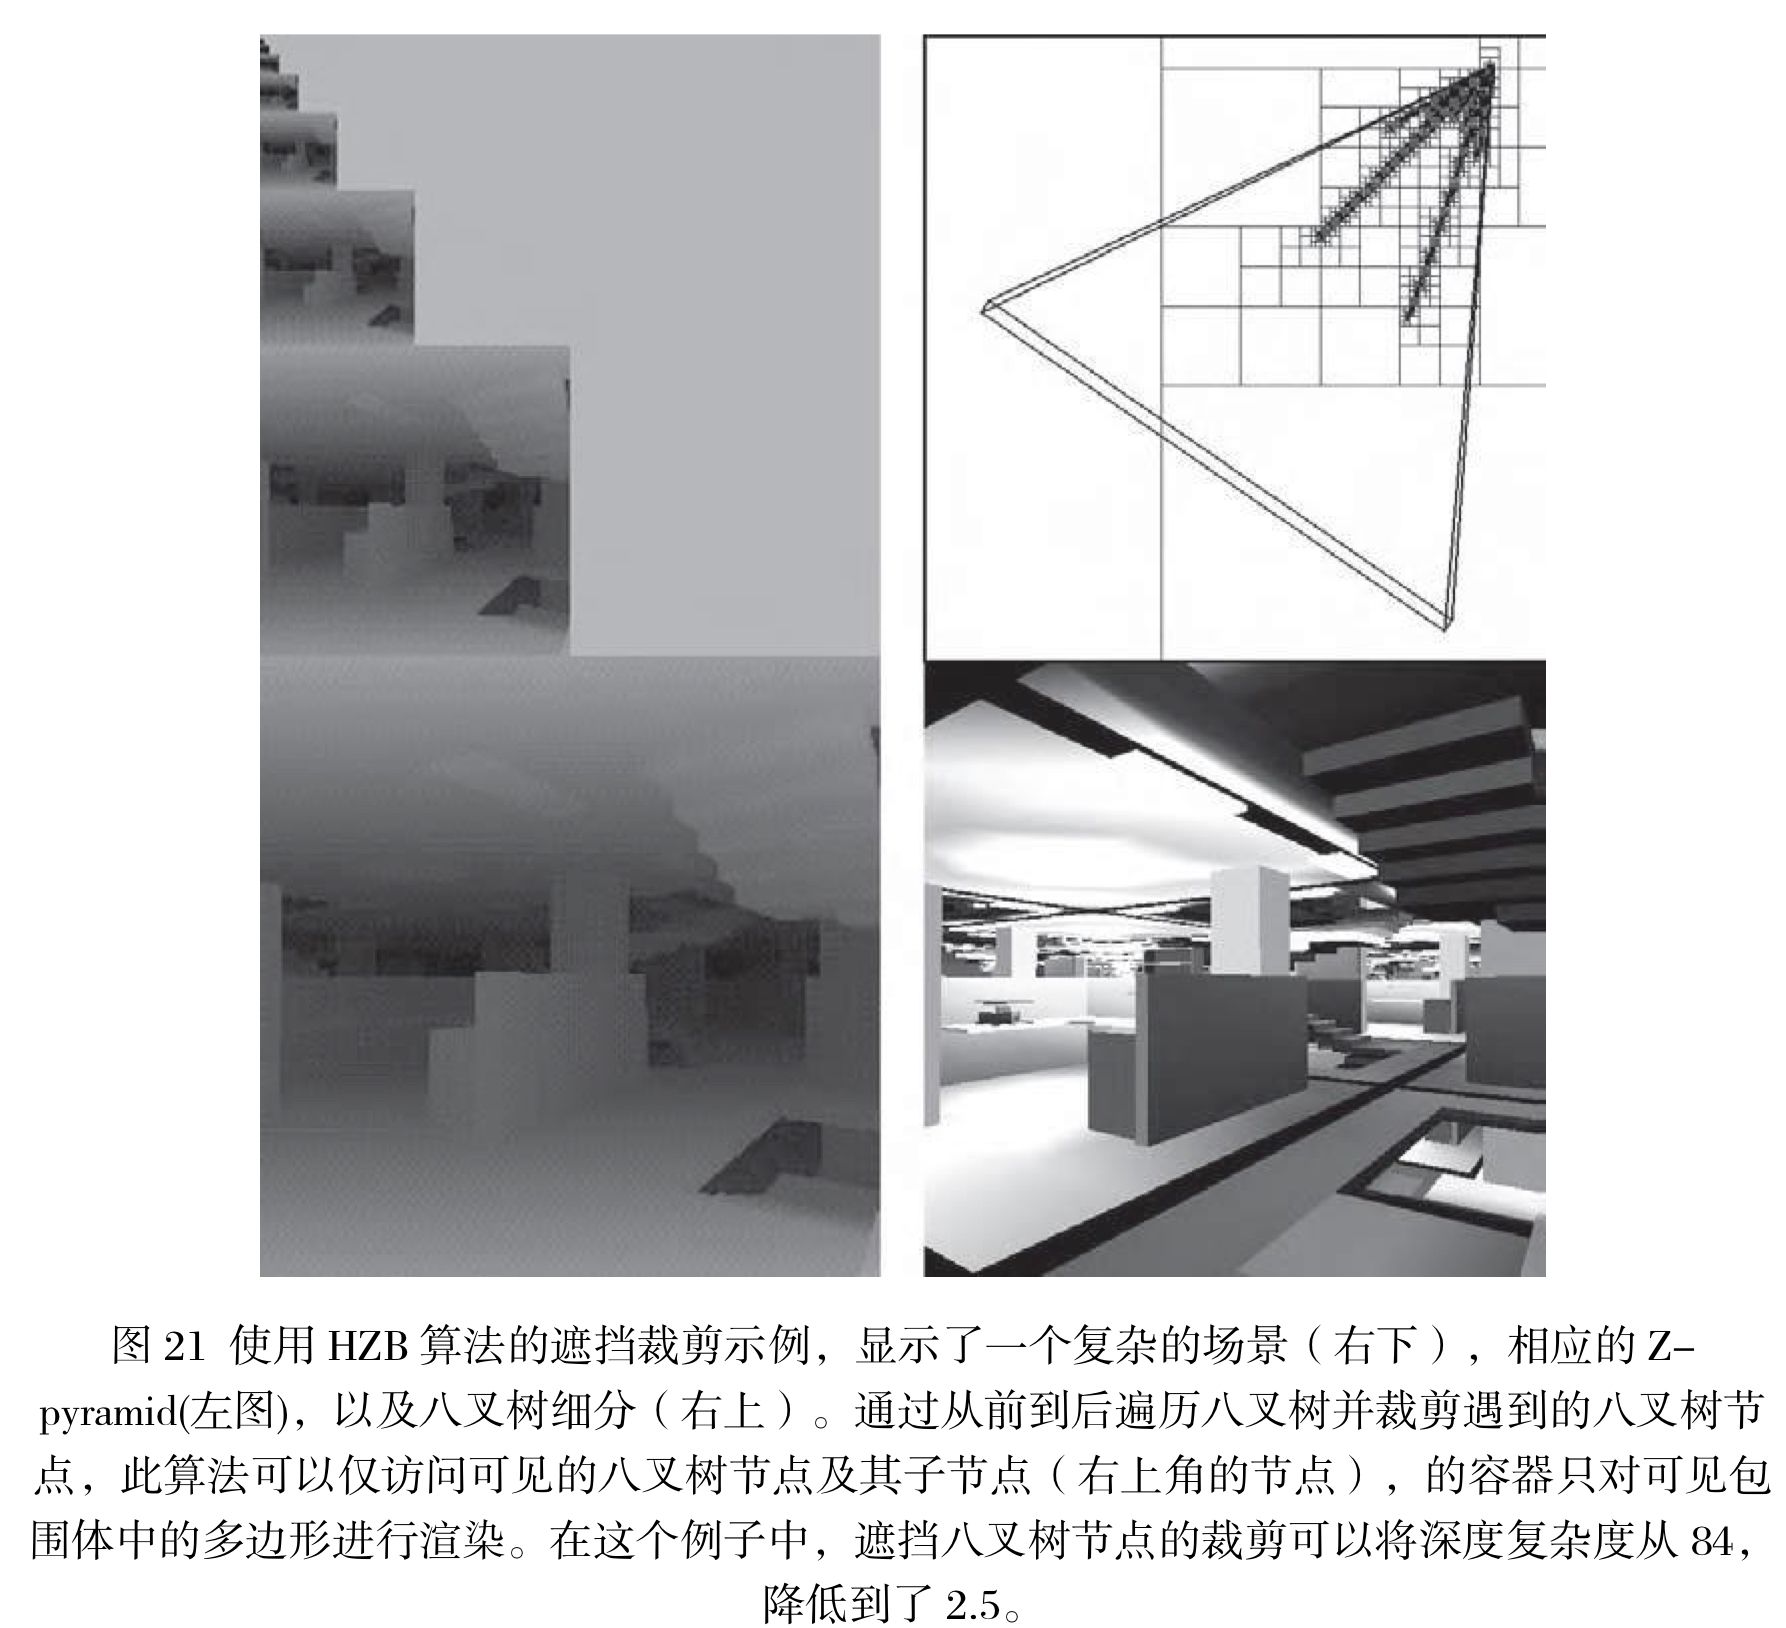 图 21 使用 HZB 算法的遮挡裁剪示例，显示了一个复杂的场景（右下），相应的 Z-
pyramid(左图)，以及八叉树细分（右上）。通过从前到后遍历八叉树并裁剪遇到的八叉树节
点，此算法可以仅访问可见的八叉树节点及其子节点（右上角的节点），的容器只对可见包
围体中的多边形进行渲染。在这个例子中，遮挡八叉树节点的裁剪可以将深度复杂度从 84，
降低到了 2.5。